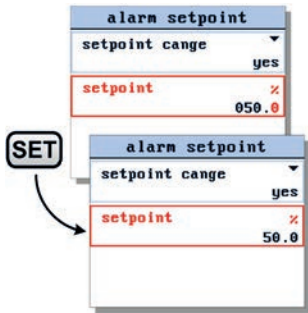 alarm setpoint
setpoint cange
yes
setpoint %
050.0
SET
alarm setpoint
setpoint cange
yes
setpoint %
50.0